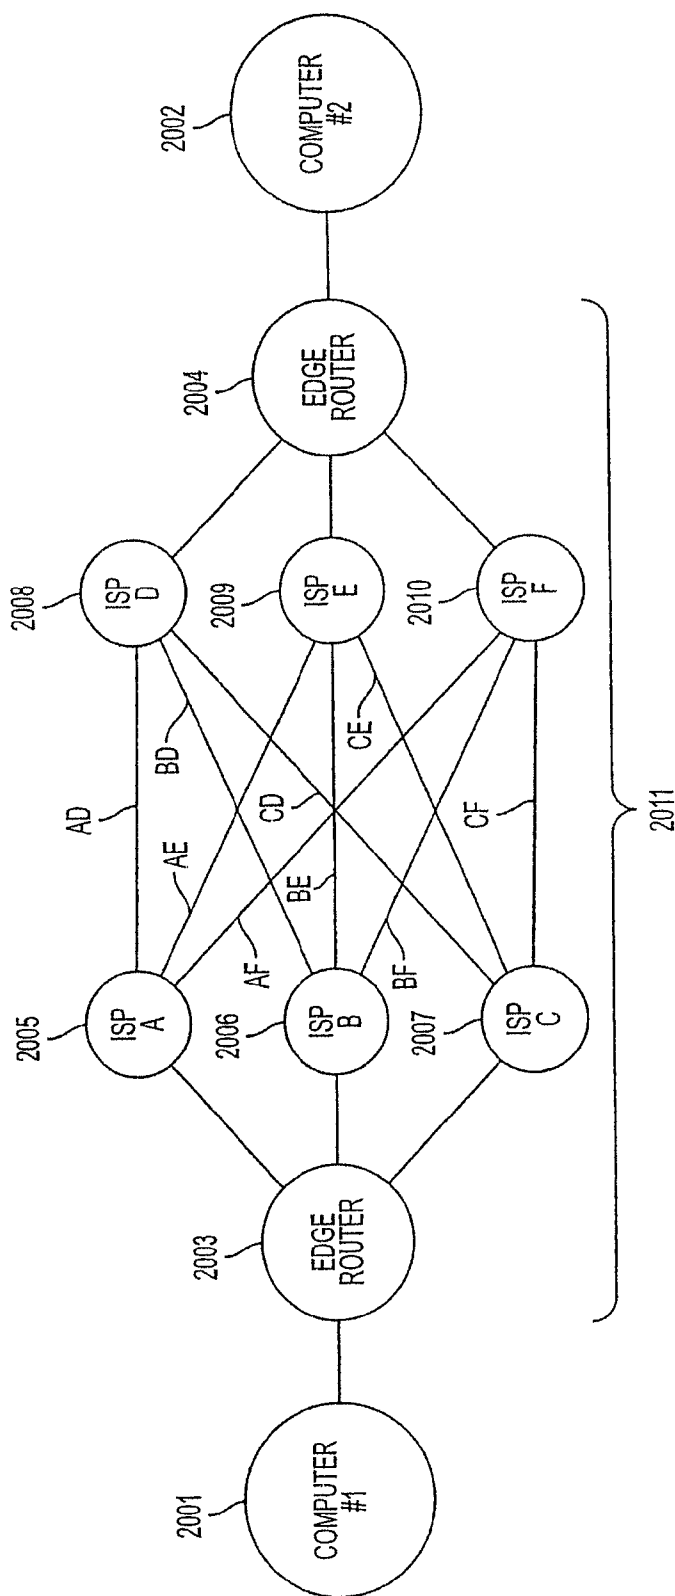 2001
COMPUTER
#1
2003
EDGE
ROUTER
2005
ISP
A
2006
ISP
B
2007
ISP
C
AD
BD
AE
AF
CD
BE
CE
BF
CF
2008
ISP
D
2009
ISP
E
2010
ISP
F
2004
EDGE
ROUTER
2002
COMPUTER
#2
2011